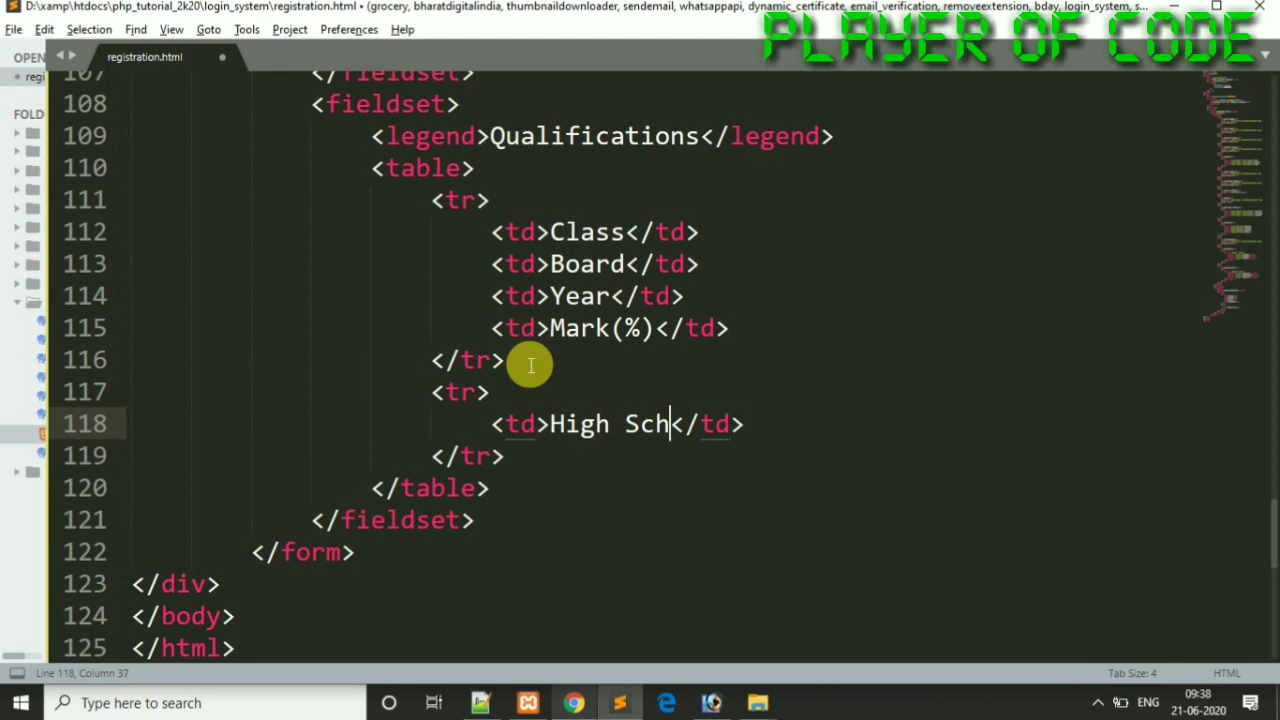 D:\xamp\htdocs\php_tutorial_2k20\login_system\registration.html • (grocery, bharatdigitalindia, thumbnaildownloader, sendemail, whatsappapi, dynamic_certificate, email_verification, removeextension, bday, login_system, s...
File Edit Selection Find View Goto Tools Project Preferences Help
PLAYER OF CODE
OPEN
registration.html
regi
FOLD
107 </fieldset>
108 <fieldset>
109 <legend>Qualifications</legend>
110 <table>
111 <tr>
112 <td>Class</td>
113 <td>Board</td>
114 <td>Year</td>
115 <td>Mark(%)</td>
116 </tr>
117 <tr>
118 <td>High Sch</td>
119 </tr>
120 </table>
121 </fieldset>
122 </form>
123 </div>
124 </body>
125 </html>
Line 118, Column 37 Tab Size: 4 HTML
Type here to search
ENG
09:38
21-06-2020